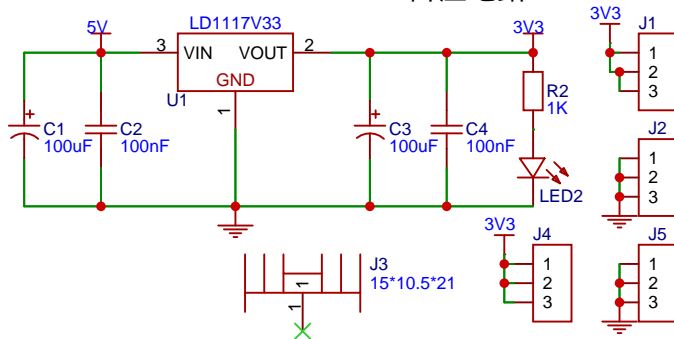 LD1117V33
5V
3 VIN VOUT 2
GND
U1
1
3V3
C1
100uF
C2
100nF
C3
100uF
C4
100nF
R2
1K
LED2
3V3
J1
1
2
3
J2
1
2
3
J3
15*10.5*21
1
1
3V3
J4
1
2
3
J5
1
2
3